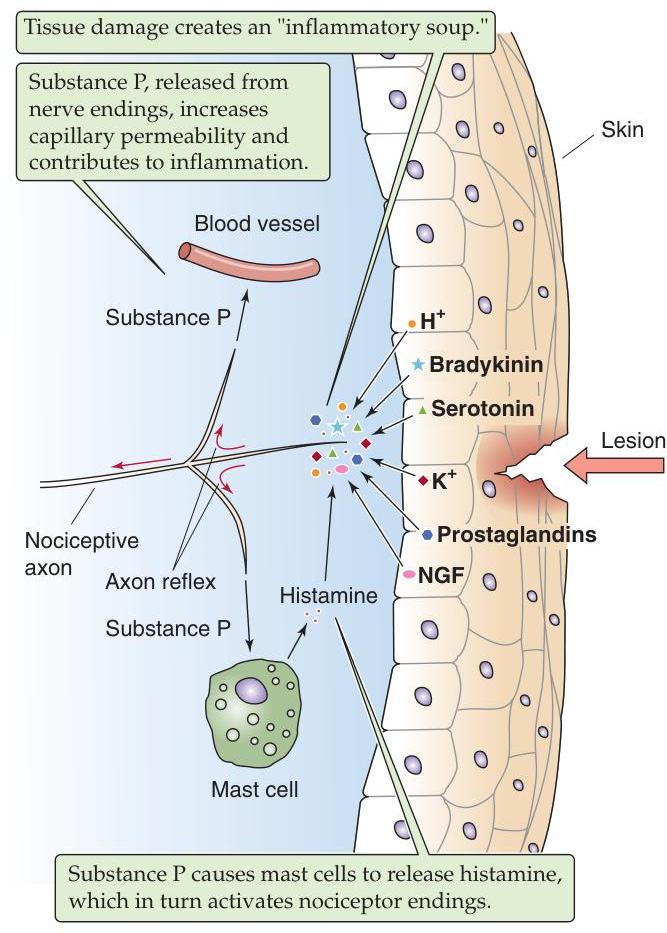 Tissue damage creates an "inflammatory soup."
Substance P, released from
nerve endings, increases
capillary permeability and
contributes to inflammation.
Skin
Blood vessel
Substance P
H⁺
Bradykinin
Serotonin
Lesion
K⁺
Nociceptive
axon
Prostaglandins
Axon reflex
NGF
Histamine
Substance P
Mast cell
Substance P causes mast cells to release histamine,
which in turn activates nociceptor endings.